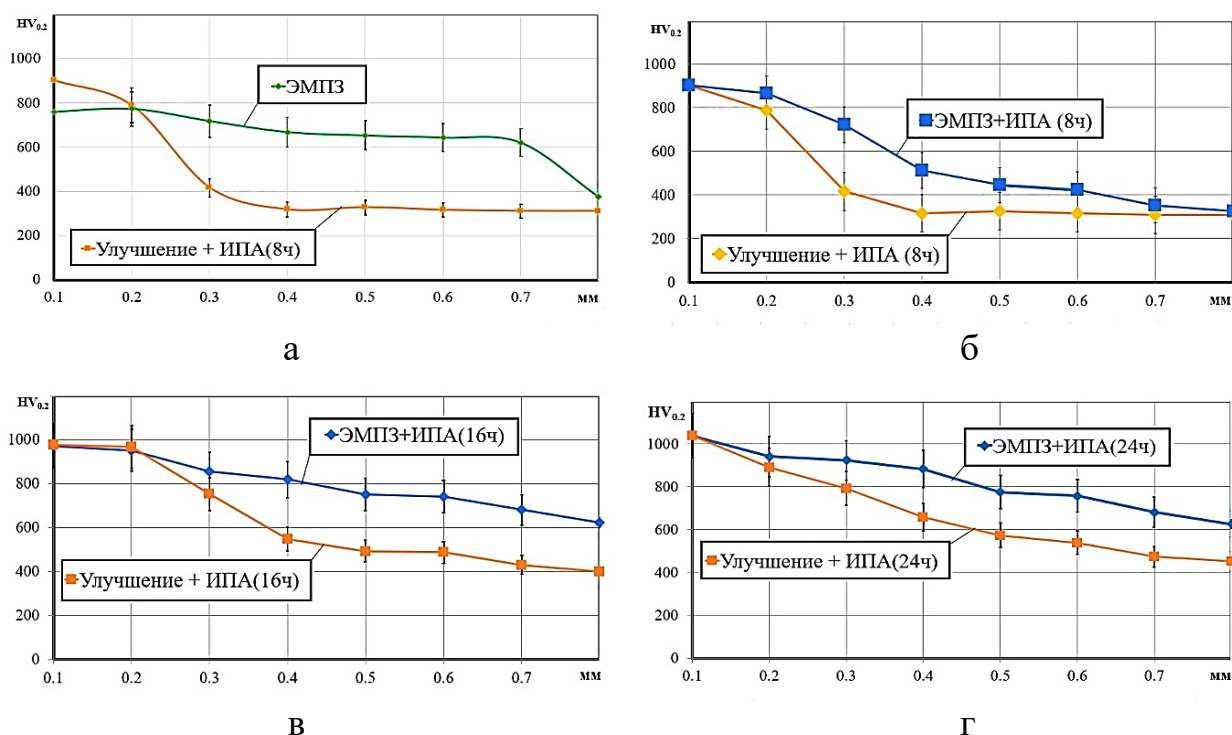 HV0.2
1000
800
600
400
200
0
ЭМПЗ
Улучшение + ИПА(8ч)
0.1 0.2 0.3 0.4 0.5 0.6 0.7 мм
а
HV0.2
1000
800
600
400
200
0
ЭМПЗ+ИПА (8ч)
Улучшение + ИПА (8ч)
0.1 0.2 0.3 0.4 0.5 0.6 0.7 мм
б
HV0.2
1000
800
600
400
200
0
ЭМПЗ+ИПА(16ч)
Улучшение + ИПА(16ч)
0.1 0.2 0.3 0.4 0.5 0.6 0.7 мм
в
HV0.2
1000
800
600
400
200
0
ЭМПЗ+ИПА(24ч)
Улучшение + ИПА(24ч)
0.1 0.2 0.3 0.4 0.5 0.6 0.7 мм
г